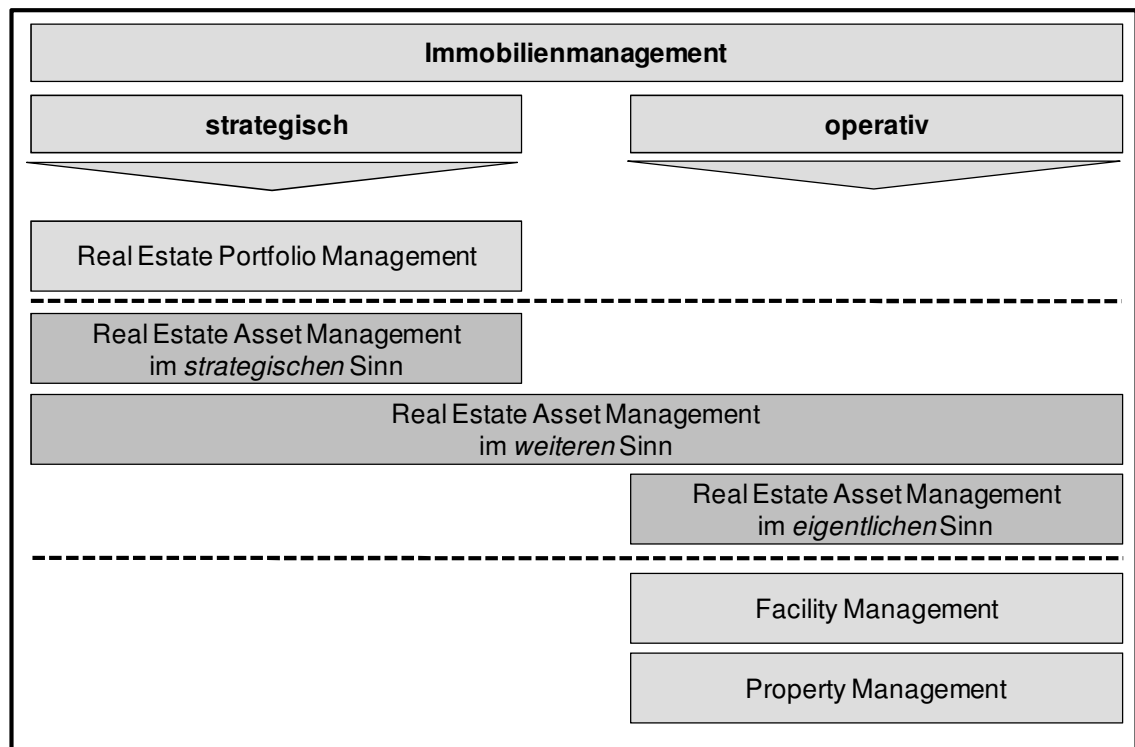 Immobilienmanagement
strategisch
operativ
Real Estate Portfolio Management
Real Estate Asset Management
im strategischen Sinn
Real Estate Asset Management
im weiteren Sinn
Real Estate Asset Management
im eigentlichen Sinn
Facility Management
Property Management